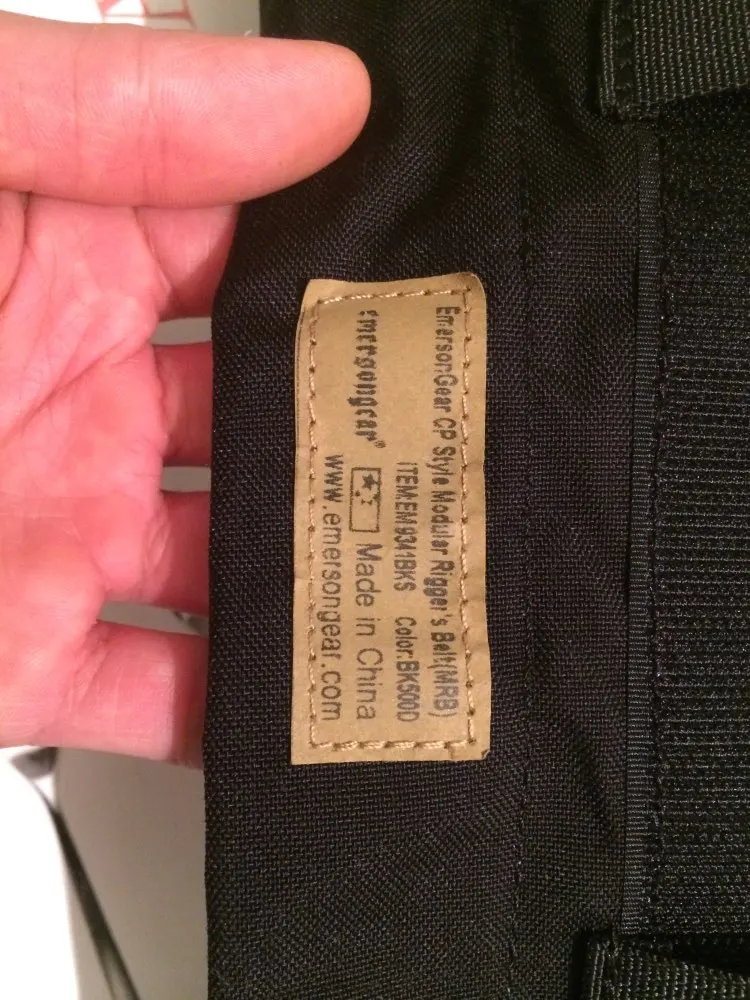 EmersonGear CP Style Modular Rigger's Belt(MRB)
ITEM:EM9341BKS Color:BK500D
emersongear®
Made in China
www.emersongear.com